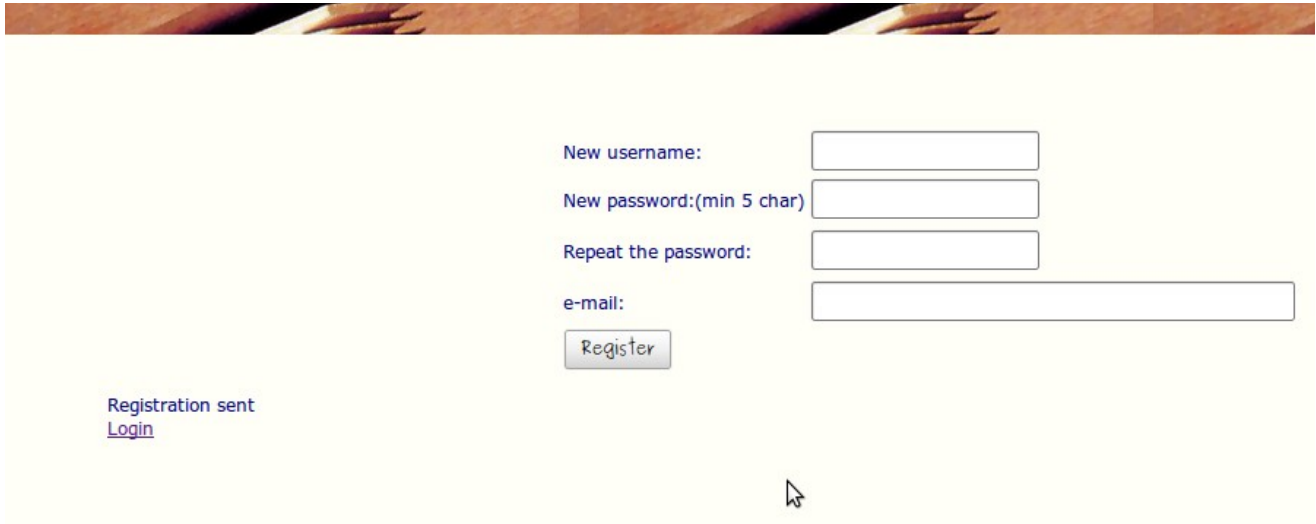 New username:
New password:(min 5 char)
Repeat the password:
e-mail:
Register
Registration sent
Login